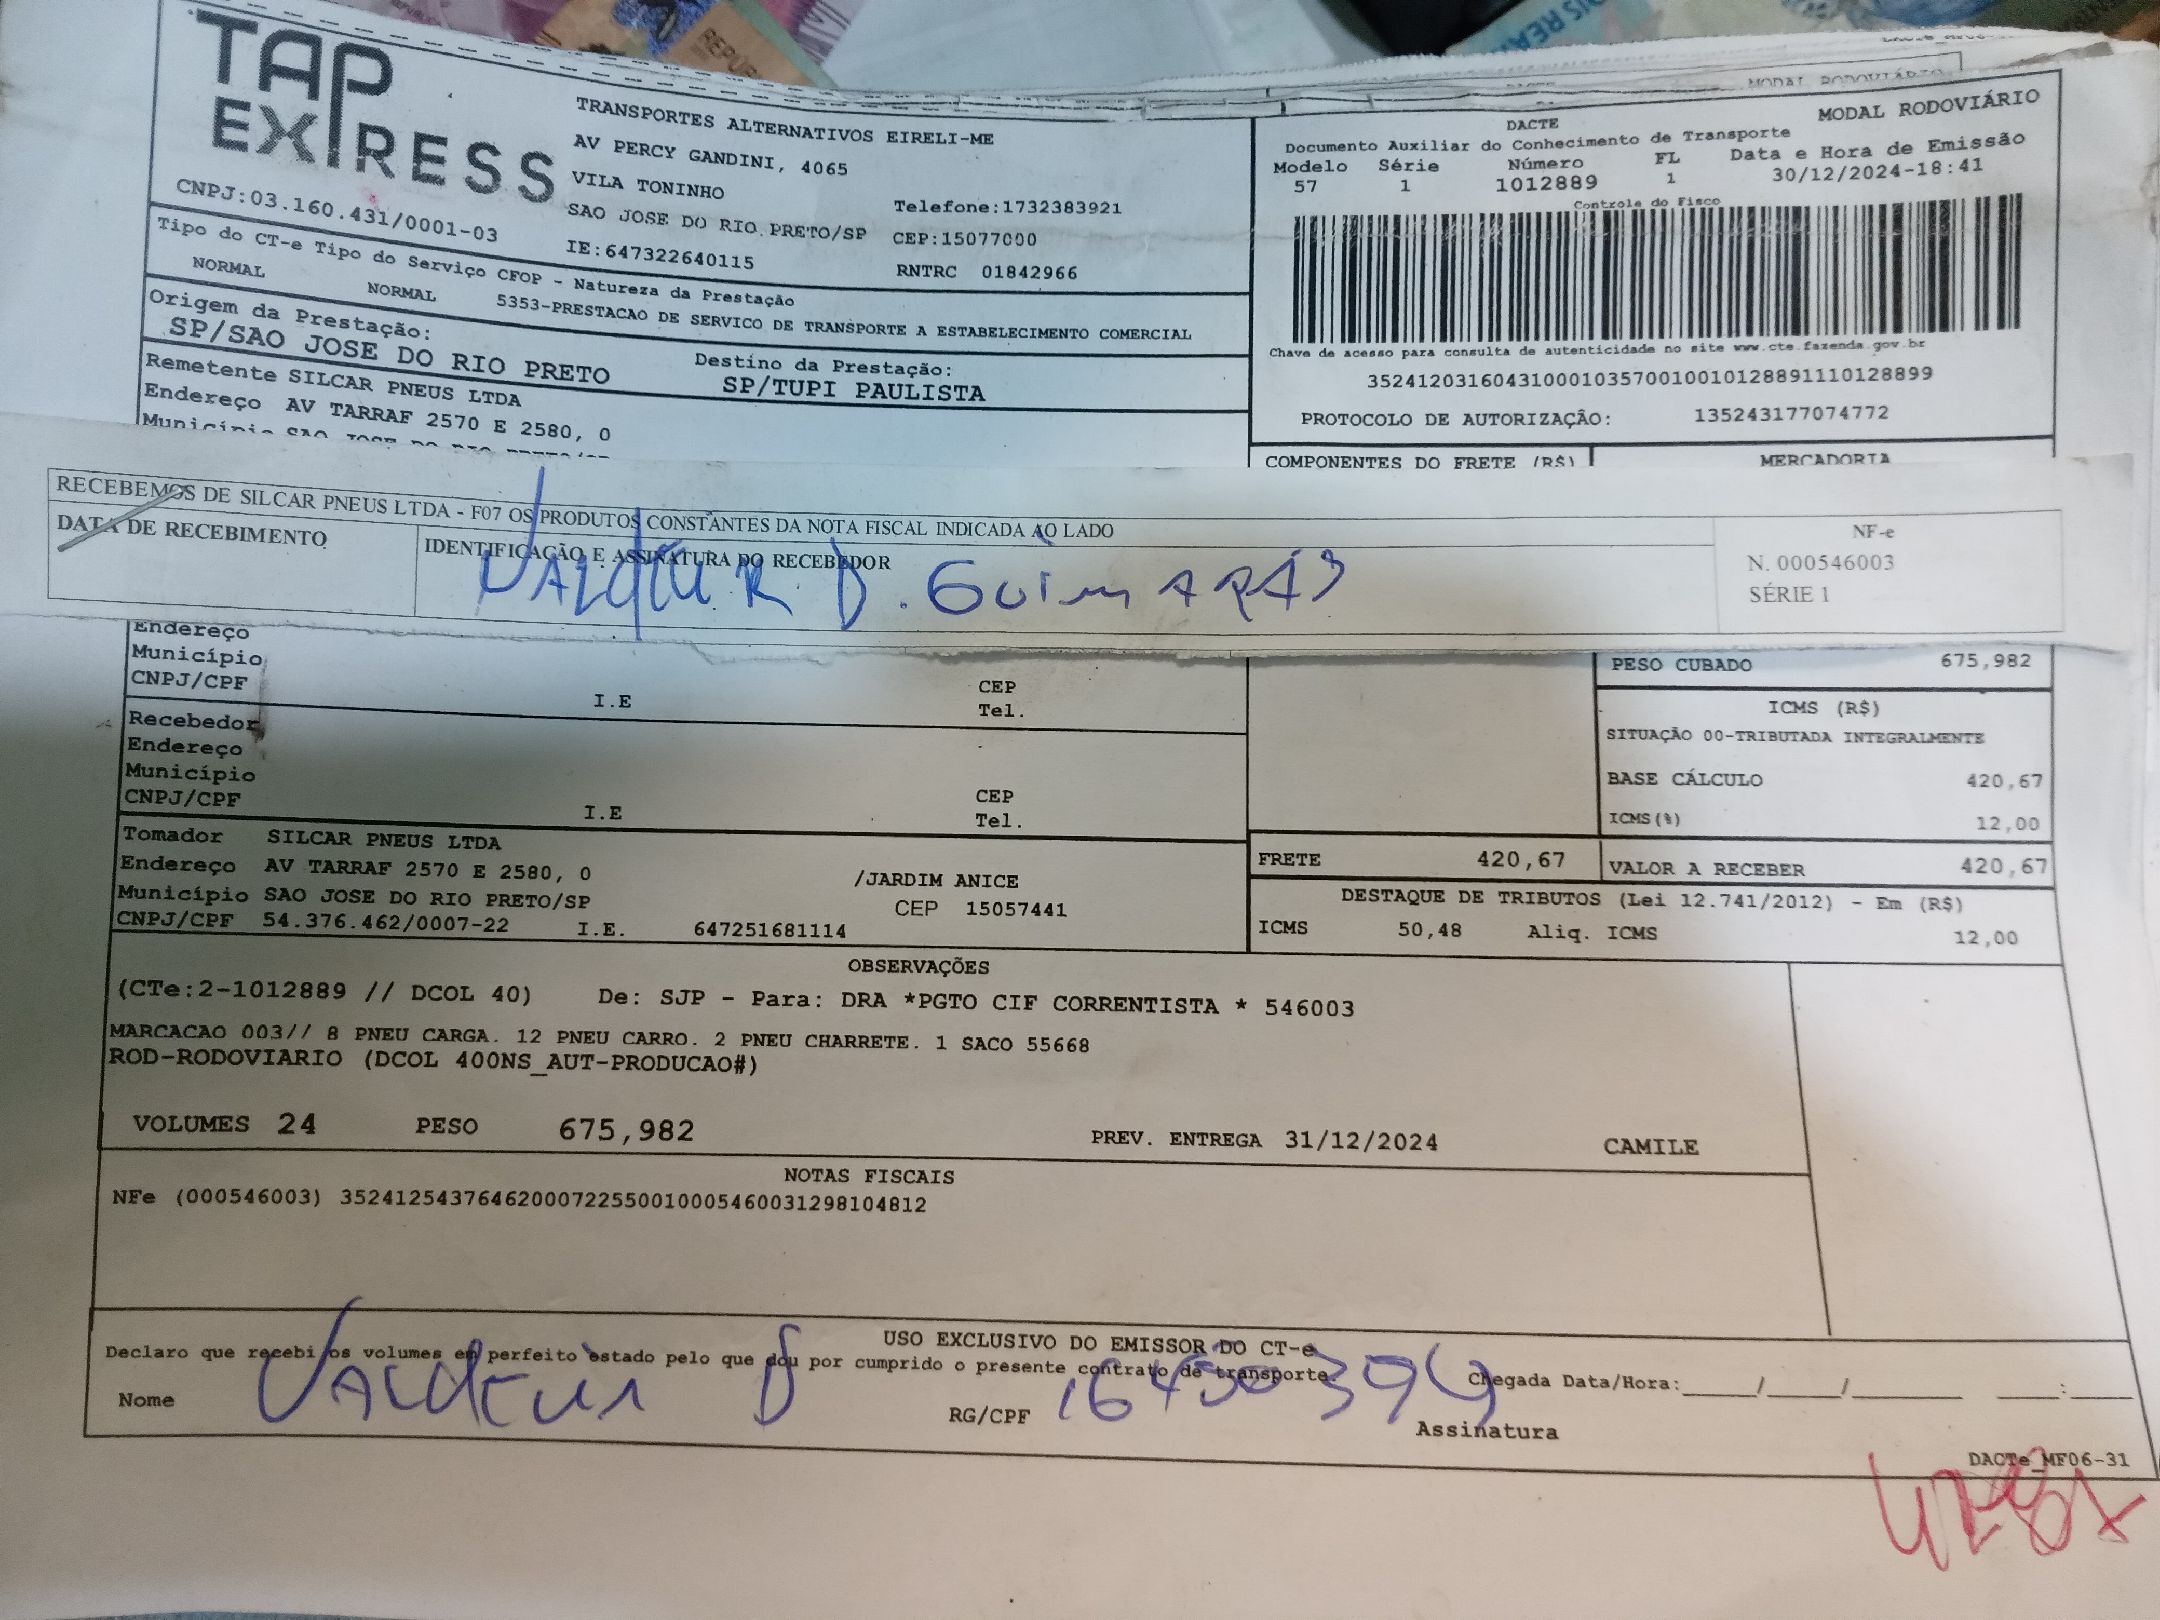 TAP EXPRESS
TRANSPORTES ALTERNATIVOS EIRELI-ME
AV PERCY GANDINI, 4065
VILA TONINHO
SAO JOSE DO RIO PRETO/SP
IE:647322640115
Telefone:1732383921
CEP:15077000
RNTRC 01842966
CNPJ:03.160.431/0001-03
MODAL RODOVIÁRIO
DACTE
Documento Auxiliar do Conhecimento de Transporte
Modelo Série Número FL Data e Hora de Emissão
57 1 1012889 1 30/12/2024-18:41
Controle do Fisco
Chave de acesso para consulta de autenticidade no site www.cte.fazenda.gov.br
35241203160431000103570010010128891110128899
PROTOCOLO DE AUTORIZAÇÃO: 135243177074772
Tipo do CT-e Tipo do Serviço CFOP - Natureza da Prestação
NORMAL NORMAL 5353-PRESTACAO DE SERVICO DE TRANSPORTE A ESTABELECIMENTO COMERCIAL
Origem da Prestação: Destino da Prestação:
SP/SAO JOSE DO RIO PRETO SP/TUPI PAULISTA
Remetente SILCAR PNEUS LTDA
Endereço AV TARRAF 2570 E 2580, 0
Município SAO JOSE DO RIO PRETO/SP
COMPONENTES DO FRETE (R$) MERCADORIA
RECEBEMOS DE SILCAR PNEUS LTDA - F07 OS PRODUTOS CONSTANTES DA NOTA FISCAL INDICADA AO LADO
DATA DE RECEBIMENTO
IDENTIFICAÇÃO E ASSINATURA DO RECEBEDOR
NF-e
N. 000546003
SÉRIE 1
Endereço
Município
CNPJ/CPF I.E CEP
Tel.
Recebedor
Endereço
Município
CNPJ/CPF I.E CEP
Tel.
PESO CUBADO 675,982
ICMS (R$)
SITUAÇÃO 00-TRIBUTADA INTEGRALMENTE
BASE CÁLCULO 420,67
ICMS(%) 12,00
Tomador SILCAR PNEUS LTDA
Endereço AV TARRAF 2570 E 2580, 0 /JARDIM ANICE
Município SAO JOSE DO RIO PRETO/SP CEP 15057441
CNPJ/CPF 54.376.462/0007-22 I.E. 647251681114
FRETE 420,67 VALOR A RECEBER 420,67
DESTAQUE DE TRIBUTOS (Lei 12.741/2012) - Em (R$)
ICMS 50,48 Aliq. ICMS 12,00
OBSERVAÇÕES
(CTe:2-1012889 // DCOL 40) De: SJP - Para: DRA *PGTO CIF CORRENTISTA * 546003
MARCACAO 003// 8 PNEU CARGA. 12 PNEU CARRO. 2 PNEU CHARRETE. 1 SACO 55668
ROD-RODOVIARIO (DCOL 400NS_AUT-PRODUCAO#)
VOLUMES 24 PESO 675,982 PREV. ENTREGA 31/12/2024 CAMILE
NOTAS FISCAIS
NFe (000546003) 35241254376462000722550010005460031298104812
USO EXCLUSIVO DO EMISSOR DO CT-e
Declaro que recebi os volumes em perfeito estado pelo que dou por cumprido o presente contrato de transporte.
Nome RG/CPF Assinatura
Chegada Data/Hora:____/____/______ ___:___
DACTe_MF06-31